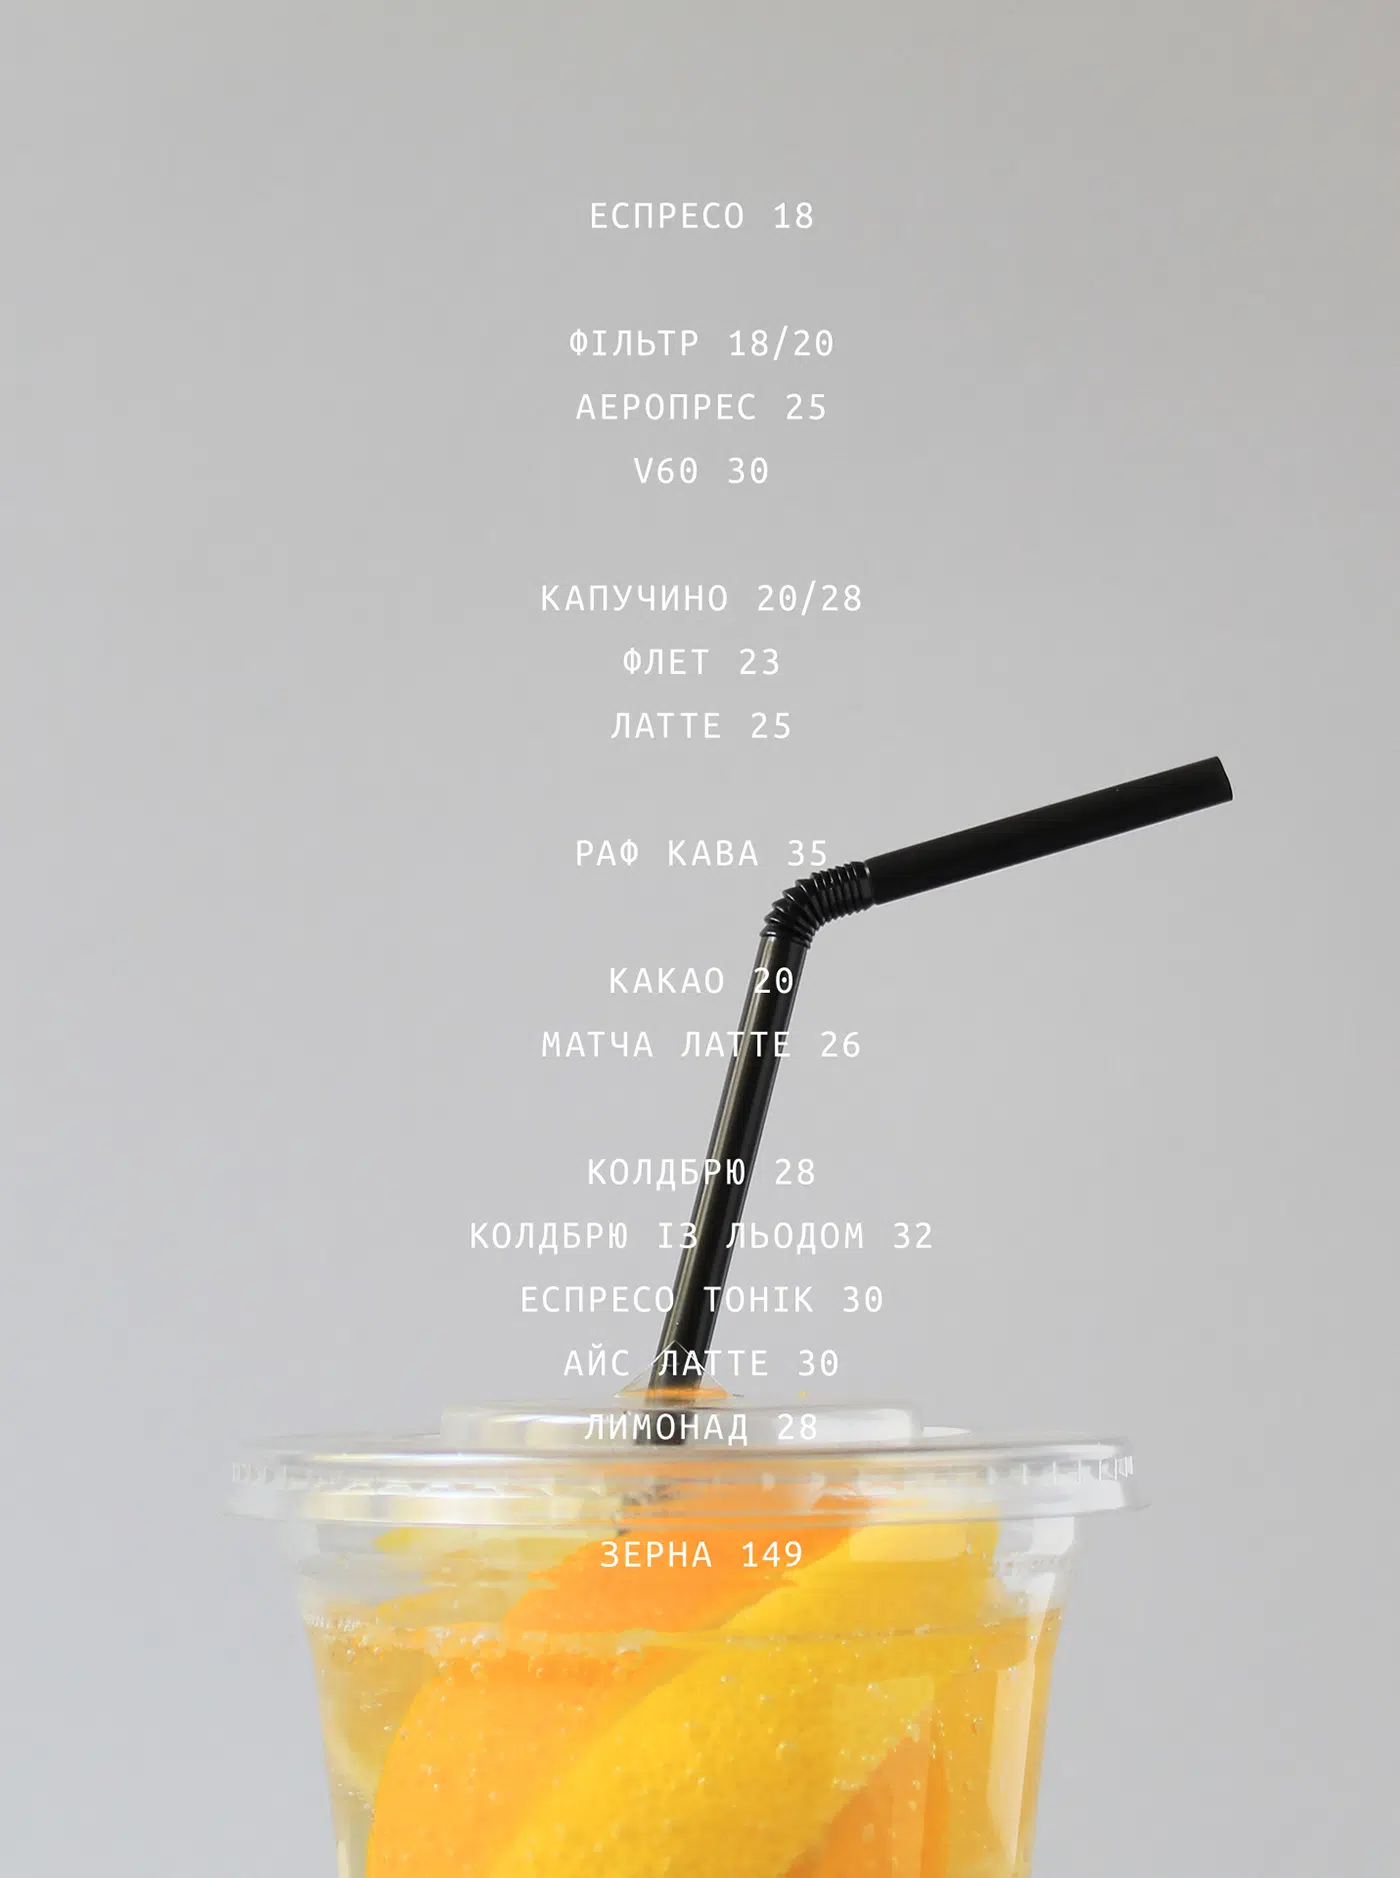 ЕСПРЕСО 18
ФІЛЬТР 18/20
АЕРОПРЕС 25
V60 30
КАПУЧИНО 20/28
ФЛЕТ 23
ЛАТТЕ 25
РАФ КАВА 35
КАКАО 20
МАТЧА ЛАТТЕ 26
КОЛДБРЮ 28
КОЛДБРЮ ІЗ ЛЬОДОМ 32
ЕСПРЕСО ТОНІК 30
АЙС ЛАТТЕ 30
ЛИМОНАД 28
ЗЕРНА 149